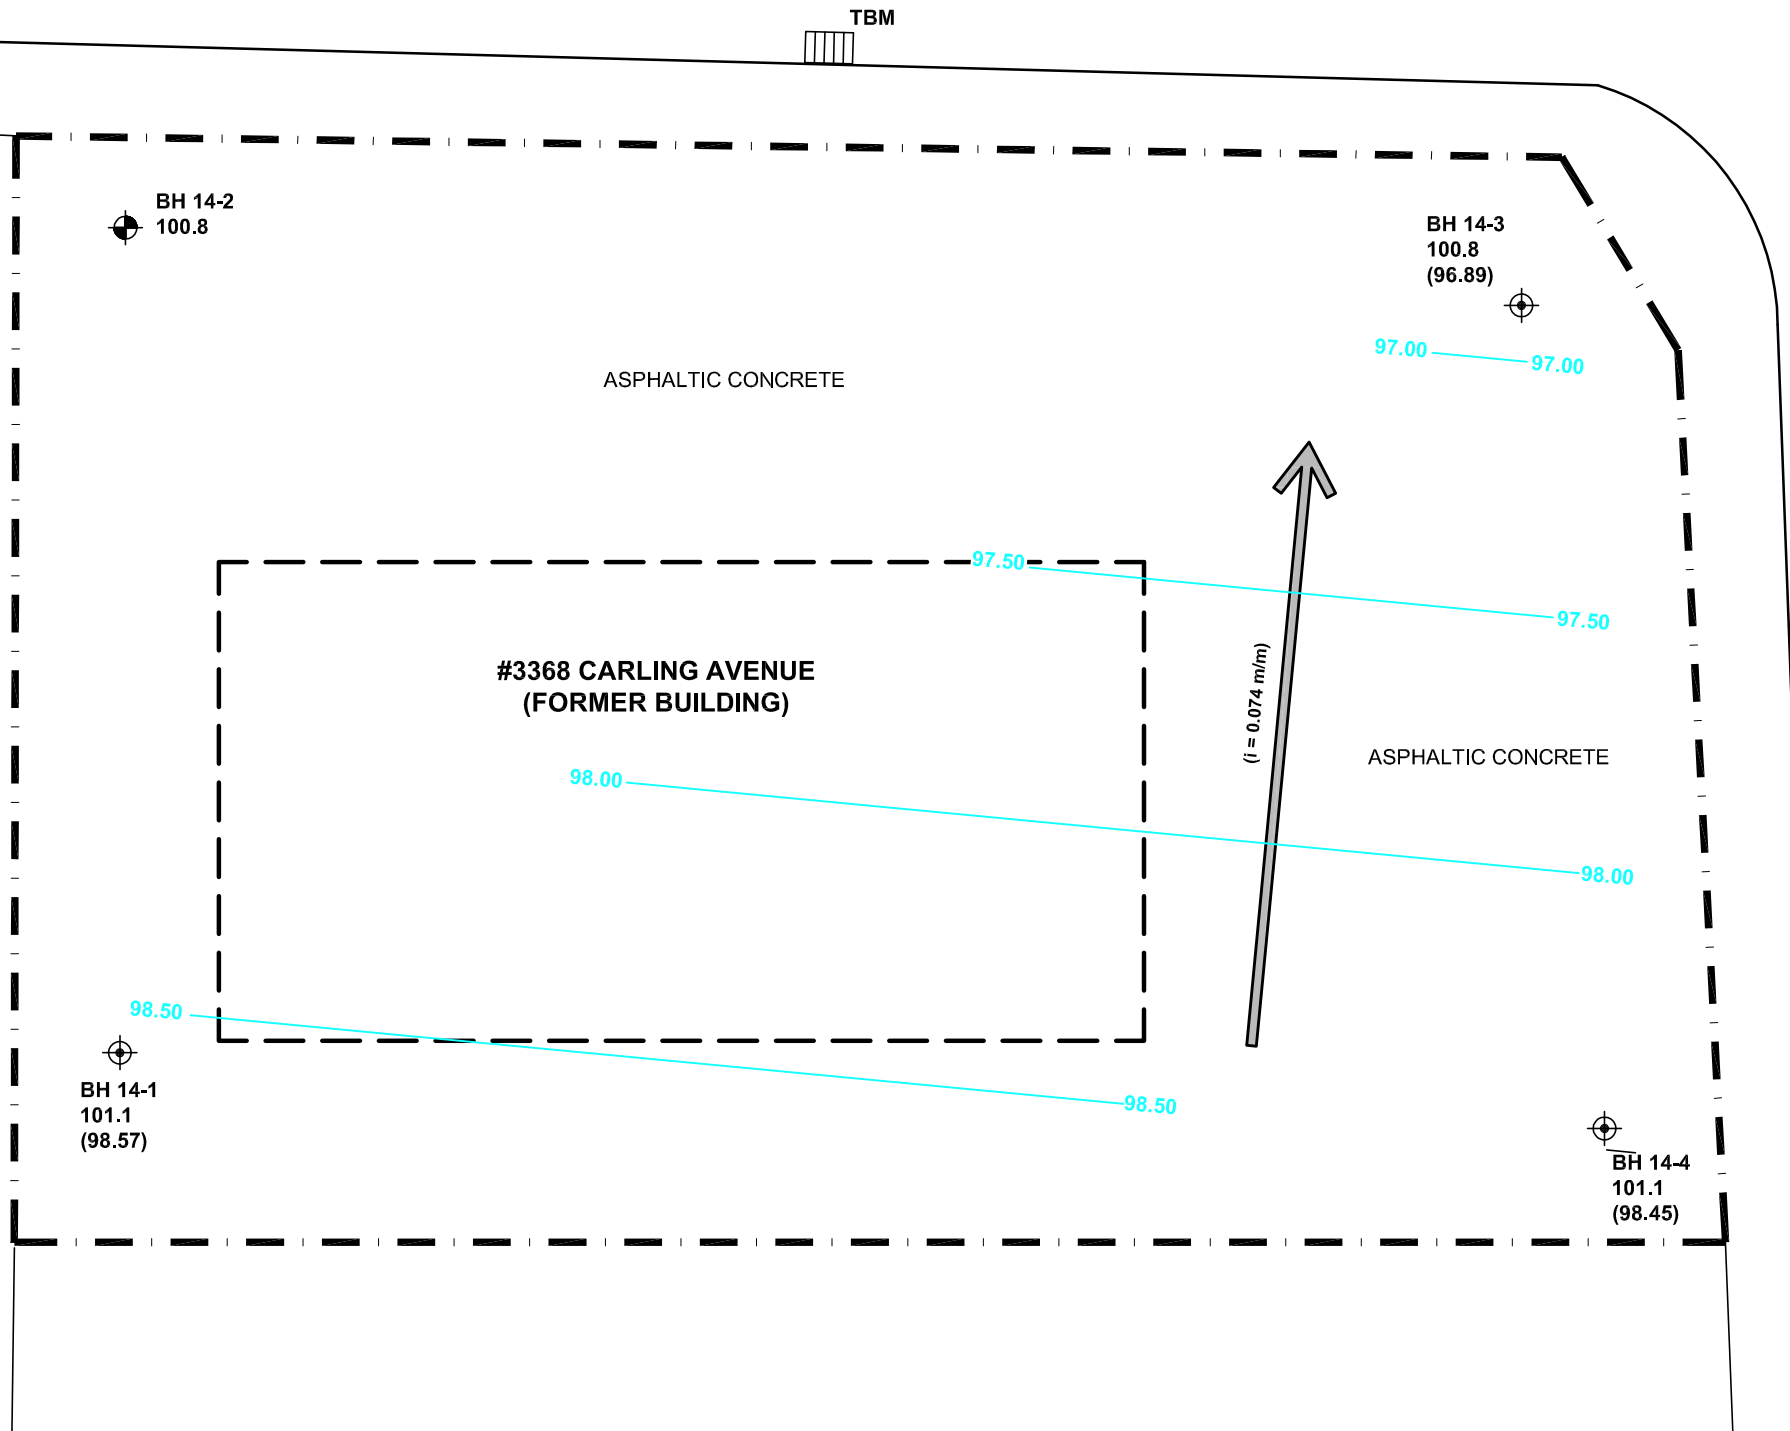 TBM
BH 14-2
100.8
BH 14-3
100.8
(96.89)
97.00
97.00
ASPHALTIC CONCRETE
97.50
97.50
#3368 CARLING AVENUE
(FORMER BUILDING)
(i = 0.074 m/m)
ASPHALTIC CONCRETE
98.00
98.00
98.50
98.50
BH 14-1
101.1
(98.57)
BH 14-4
101.1
(98.45)